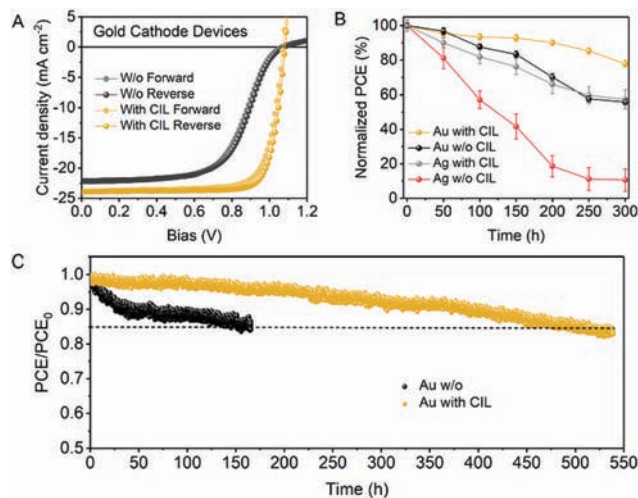 A
Gold Cathode Devices
W/o Forward
W/o Reverse
With CIL Forward
With CIL Reverse
Current density (mA cm⁻²)
5
0
-5
-10
-15
-20
-25
0.0 0.2 0.4 0.6 0.8 1.0 1.2
Bias (V)
B
Normalized PCE (%)
100
80
60
40
20
0
Au with CIL
Au w/o CIL
Ag with CIL
Ag w/o CIL
0 50 100 150 200 250 300
Time (h)
C
PCE/PCE₀
1.0
0.9
0.8
0.7
0.6
0.5
Au w/o
Au with CIL
0 50 100 150 200 250 300 350 400 450 500 550
Time (h)